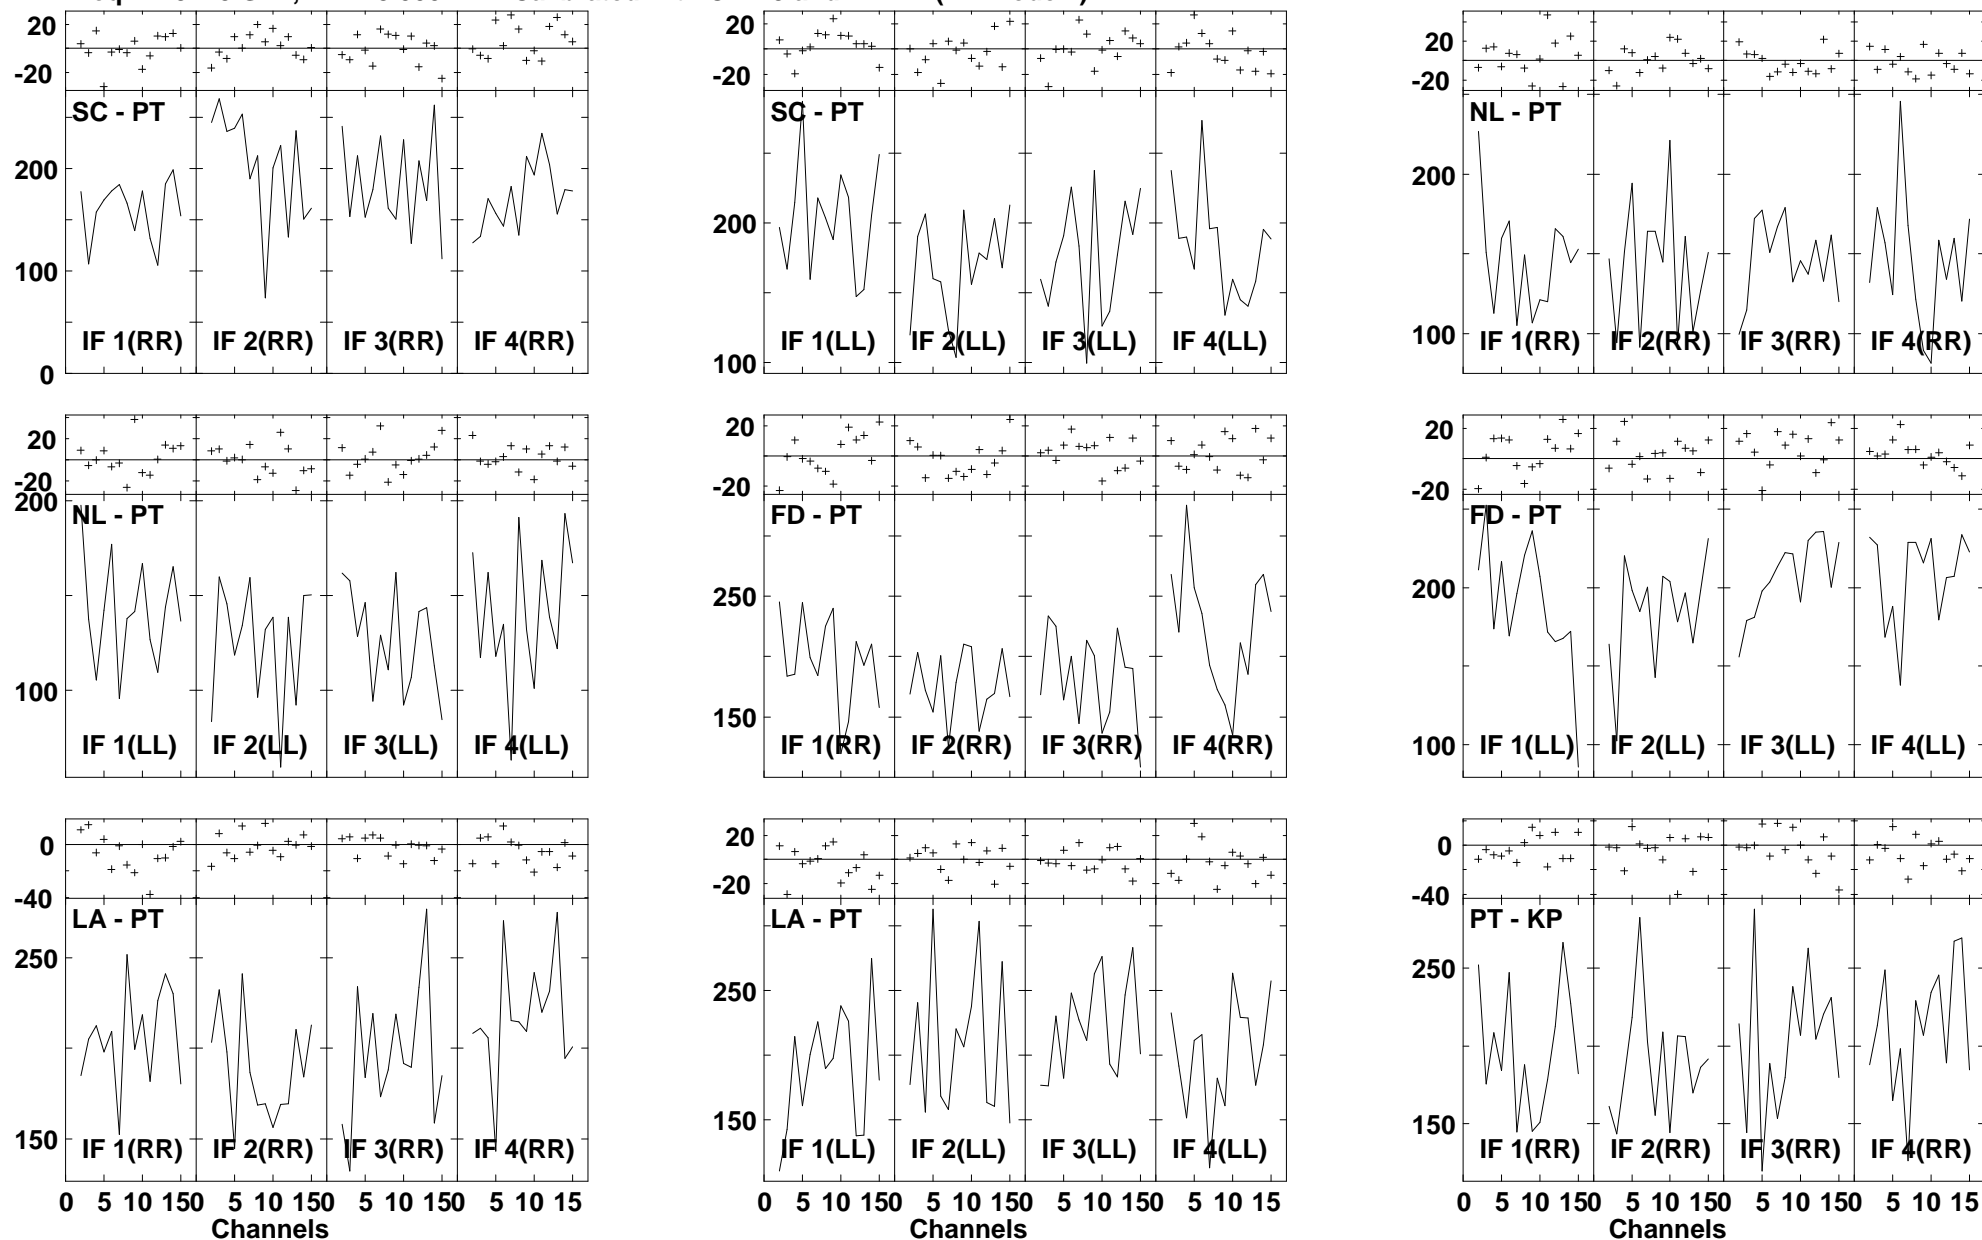 20
-20
SC - PT
200
100
0
IF 1(RR) IF 2(RR) IF 3(RR) IF 4(RR)
20
-20
SC - PT
200
100
IF 1(LL) IF 2(LL) IF 3(LL) IF 4(LL)
20
-20
NL - PT
200
100
IF 1(RR) IF 2(RR) IF 3(RR) IF 4(RR)
20
-20
200
NL - PT
100
IF 1(LL) IF 2(LL) IF 3(LL) IF 4(LL)
20
-20
FD - PT
250
150
IF 1(RR) IF 2(RR) IF 3(RR) IF 4(RR)
20
-20
FD - PT
200
100
IF 1(LL) IF 2(LL) IF 3(LL) IF 4(LL)
0
-40
LA - PT
250
150
IF 1(RR) IF 2(RR) IF 3(RR) IF 4(RR)
0 5 10 150 5 10 150 5 10 150 5 10 15
Channels
20
-20
LA - PT
250
150
IF 1(LL) IF 2(LL) IF 3(LL) IF 4(LL)
0 5 10 150 5 10 150 5 10 150 5 10 15
Channels
0
-40
PT - KP
250
150
IF 1(RR) IF 2(RR) IF 3(RR) IF 4(RR)
0 5 10 150 5 10 150 5 10 150 5 10 15
Channels